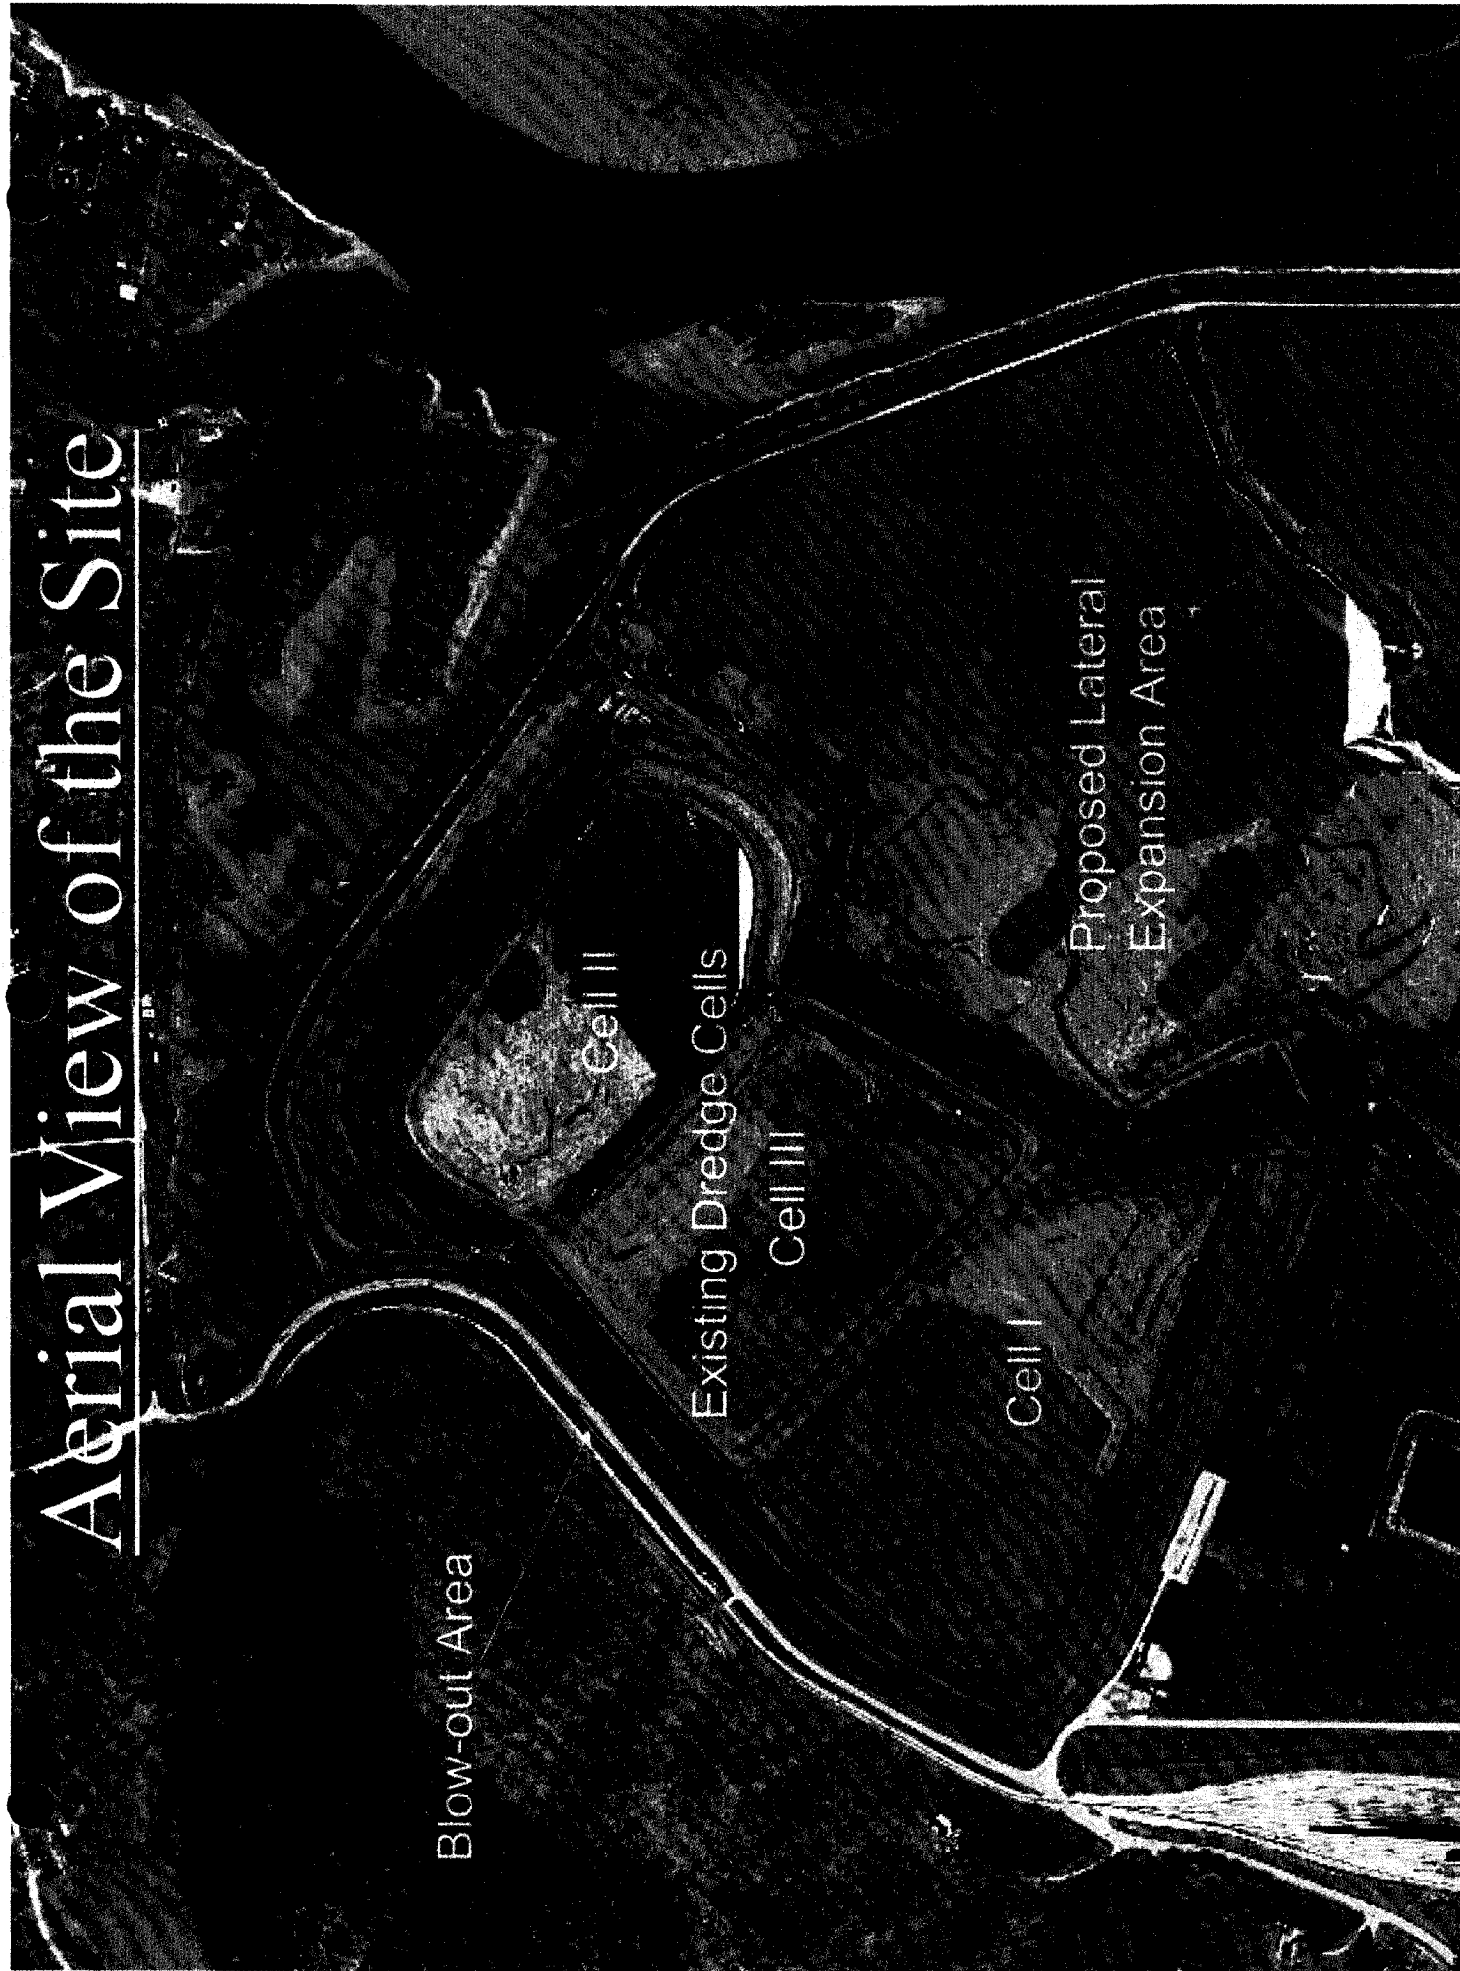 Aerial View of the Site
Blow-out Area
Cell II
Existing Dredge Cells
Cell III
Cell I
Proposed Lateral
Expansion Area